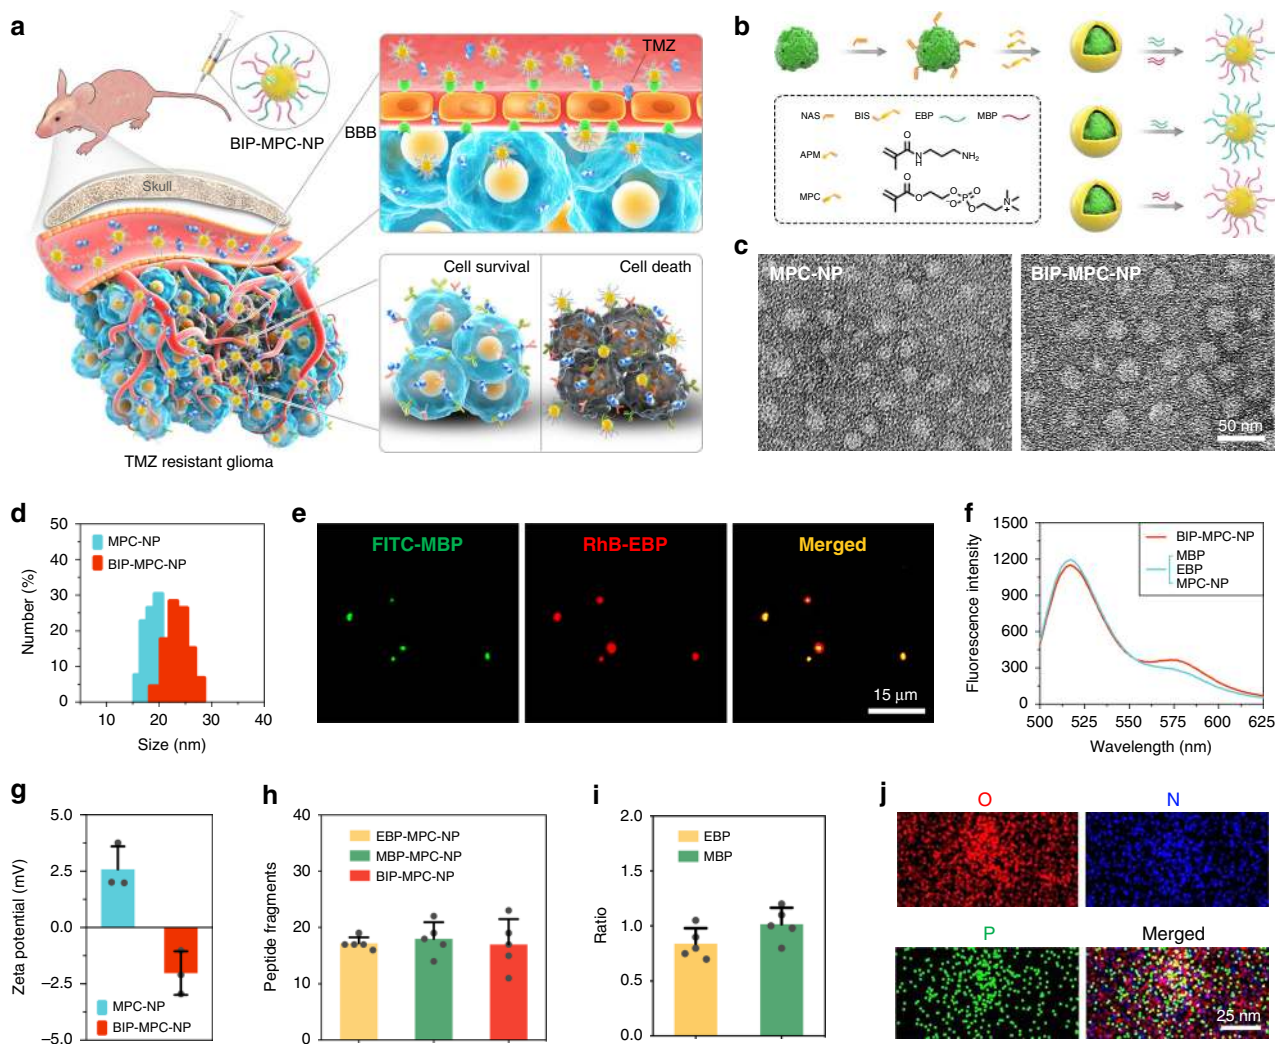 a
TMZ
BBB
BIP-MPC-NP
Skull
Cell survival
Cell death
TMZ resistant glioma
b
NAS
BIS
EBP
MBP
APM
O
N
H
NH₂
MPC
O
O
O
O⁻
P
O
O
N
+
c
MPC-NP
BIP-MPC-NP
50 nm
d
50
40
30
20
10
0
Number (%)
MPC-NP
BIP-MPC-NP
10
20
30
40
Size (nm)
e
FITC-MBP
RhB-EBP
Merged
15 µm
f
1500
1200
900
600
300
0
Fluorescence intensity
BIP-MPC-NP
MBP
EBP
MPC-NP
500
525
550
575
600
625
Wavelength (nm)
g
5.0
2.5
0.0
−2.5
−5.0
Zeta potential (mV)
MPC-NP
BIP-MPC-NP
h
40
30
20
10
0
Peptide fragments
EBP-MPC-NP
MBP-MPC-NP
BIP-MPC-NP
i
2.0
1.5
1.0
0.5
0.0
Ratio
EBP
MBP
j
O
N
P
Merged
25 nm